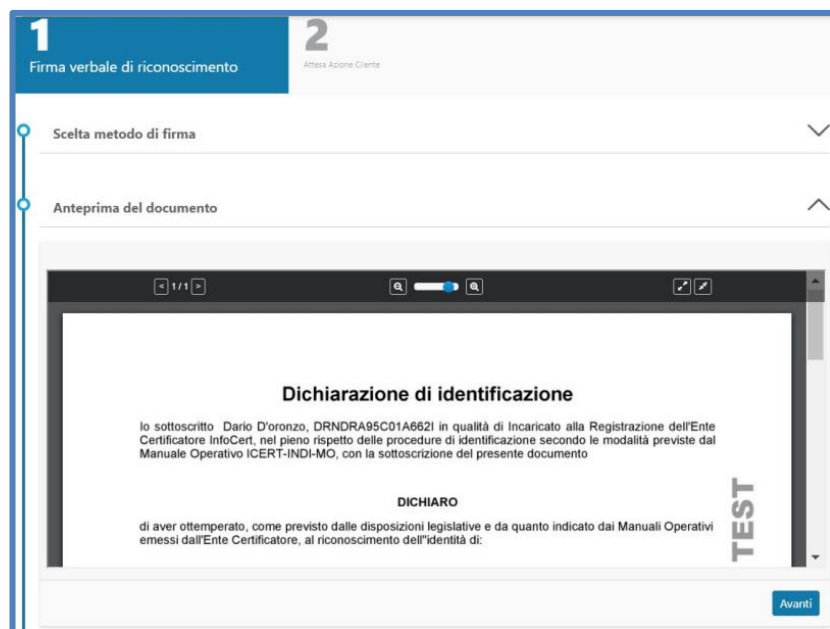 1
Firma verbale di riconoscimento
2
Attesa Azione Cliente
Scelta metodo di firma
Anteprima del documento
< 1 / 1 >
Dichiarazione di identificazione
Io sottoscritto Dario D'oronzo, DRNDRA95C01A662I in qualità di Incaricato alla Registrazione dell'Ente
Certificatore InfoCert, nel pieno rispetto delle procedure di identificazione secondo le modalità previste dal
Manuale Operativo ICERT-INDI-MO, con la sottoscrizione del presente documento
DICHIARO
di aver ottemperato, come previsto dalle disposizioni legislative e da quanto indicato dai Manuali Operativi
emessi dall'Ente Certificatore, al riconoscimento dell"identità di:
TEST
Avanti